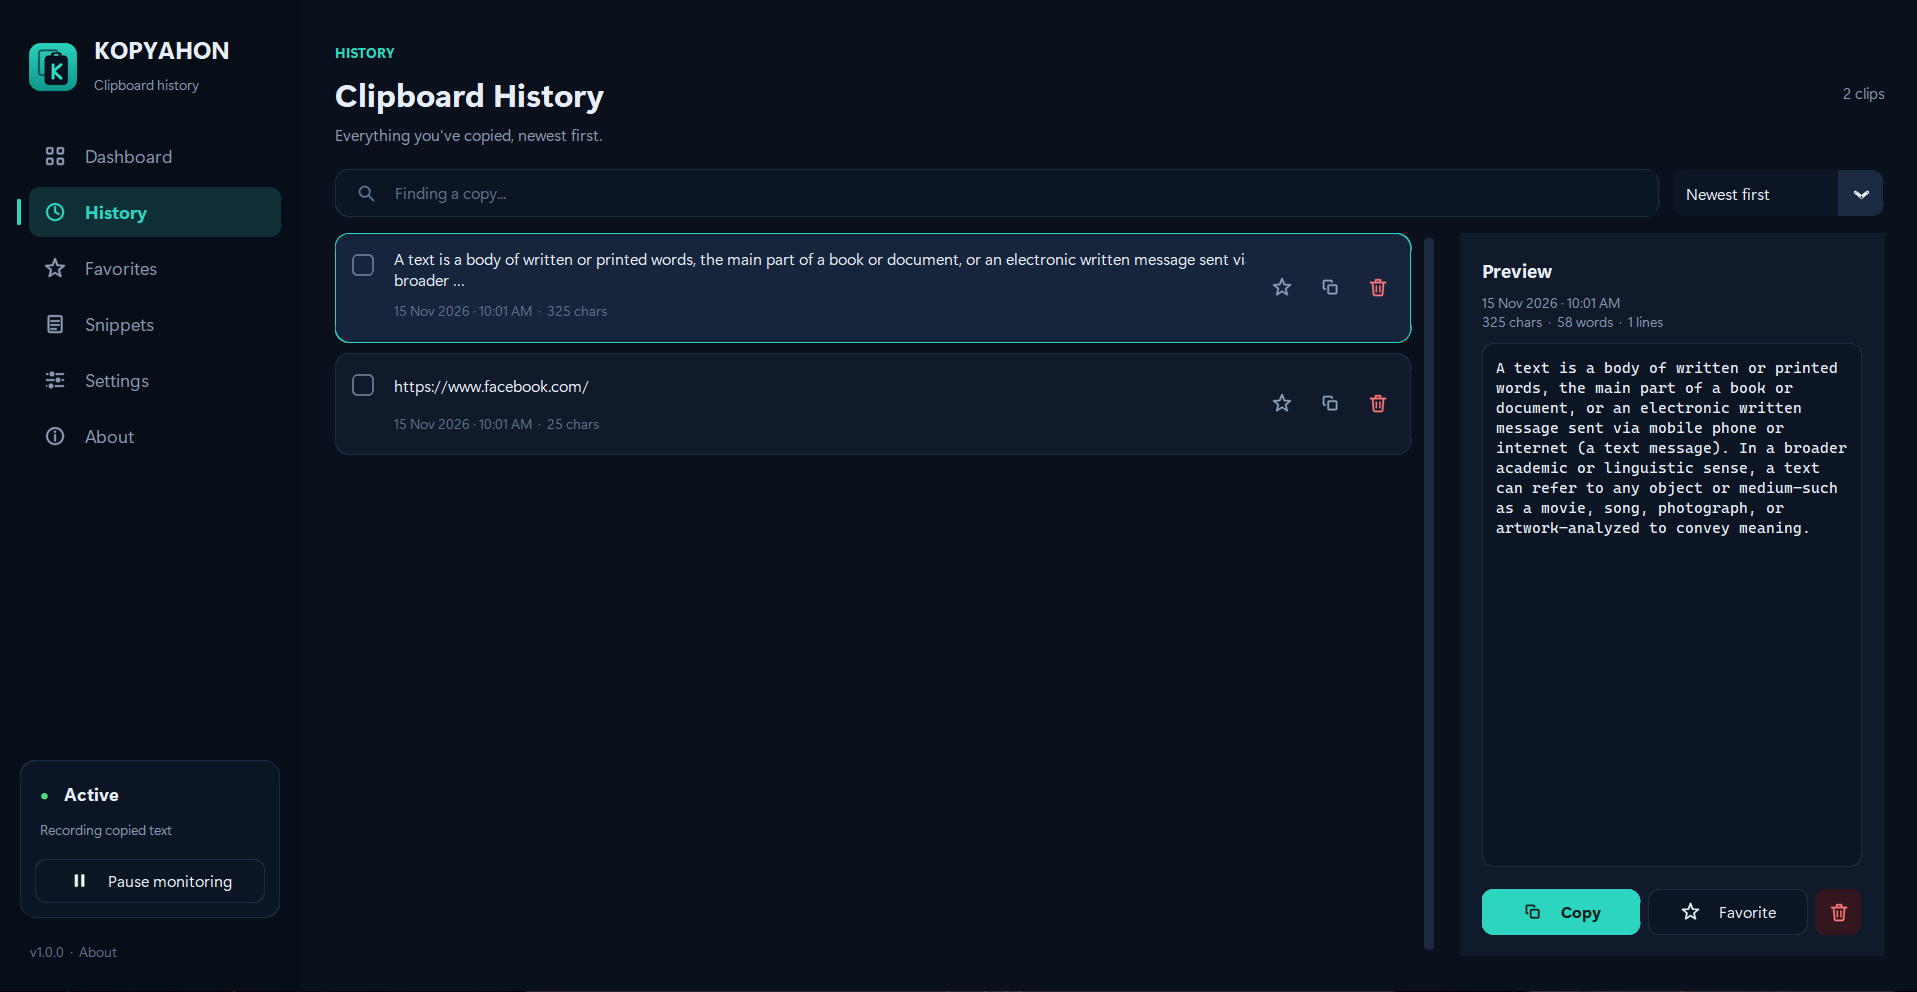 KOPYAHON
Clipboard history
Dashboard
History
Favorites
Snippets
Settings
About
Active
Recording copied text
Pause monitoring
v1.0.0 · About
HISTORY
Clipboard History
Everything you've copied, newest first.
2 clips
Finding a copy...
Newest first
A text is a body of written or printed words, the main part of a book or document, or an electronic written message sent vi
broader ...
15 Nov 2026 · 10:01 AM · 325 chars
https://www.facebook.com/
15 Nov 2026 · 10:01 AM · 25 chars
Preview
15 Nov 2026 · 10:01 AM
325 chars · 58 words · 1 lines
A text is a body of written or printed
words, the main part of a book or
document, or an electronic written
message sent via mobile phone or
internet (a text message). In a broader
academic or linguistic sense, a text
can refer to any object or medium—such
as a movie, song, photograph, or
artwork—analyzed to convey meaning.
Copy
Favorite